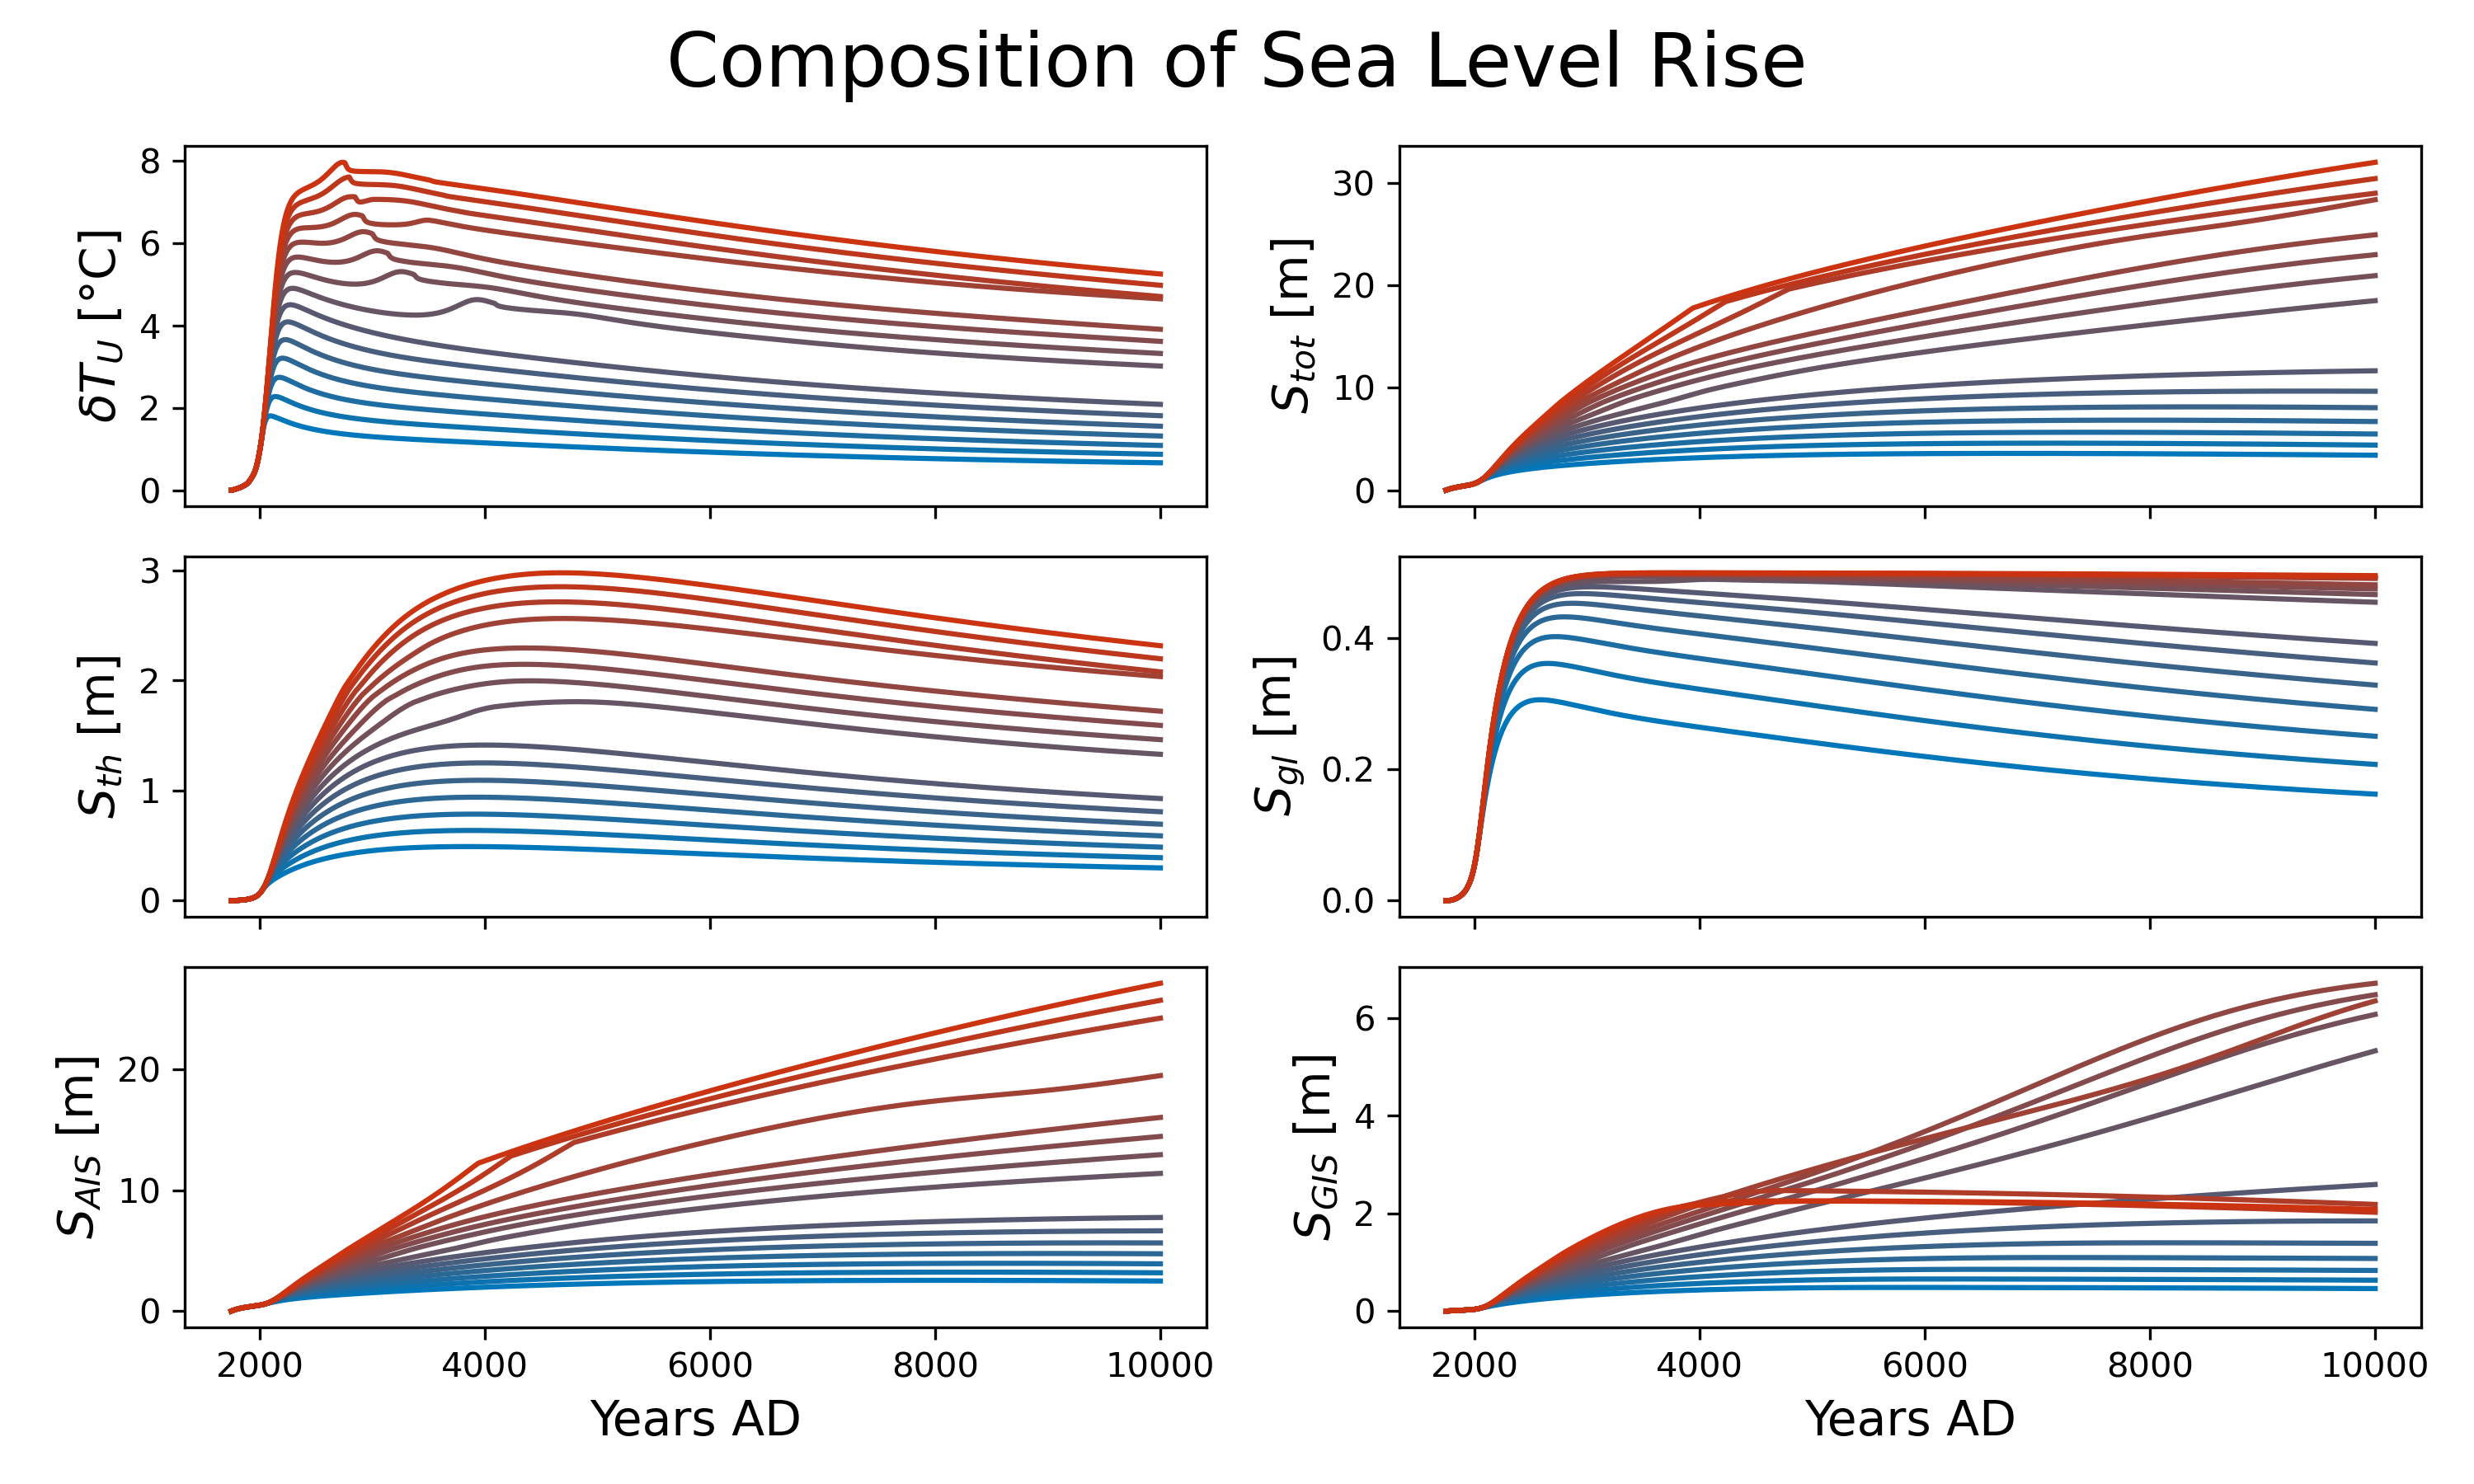 Composition of Sea Level Rise
δT_U [°C]
8
6
4
2
0
S_tot [m]
30
20
10
0
S_th [m]
3
2
1
0
S_gl [m]
0.4
0.2
0.0
S_AIS [m]
20
10
0
2000 4000 6000 8000 10000
Years AD
S_GIS [m]
6
4
2
0
2000 4000 6000 8000 10000
Years AD